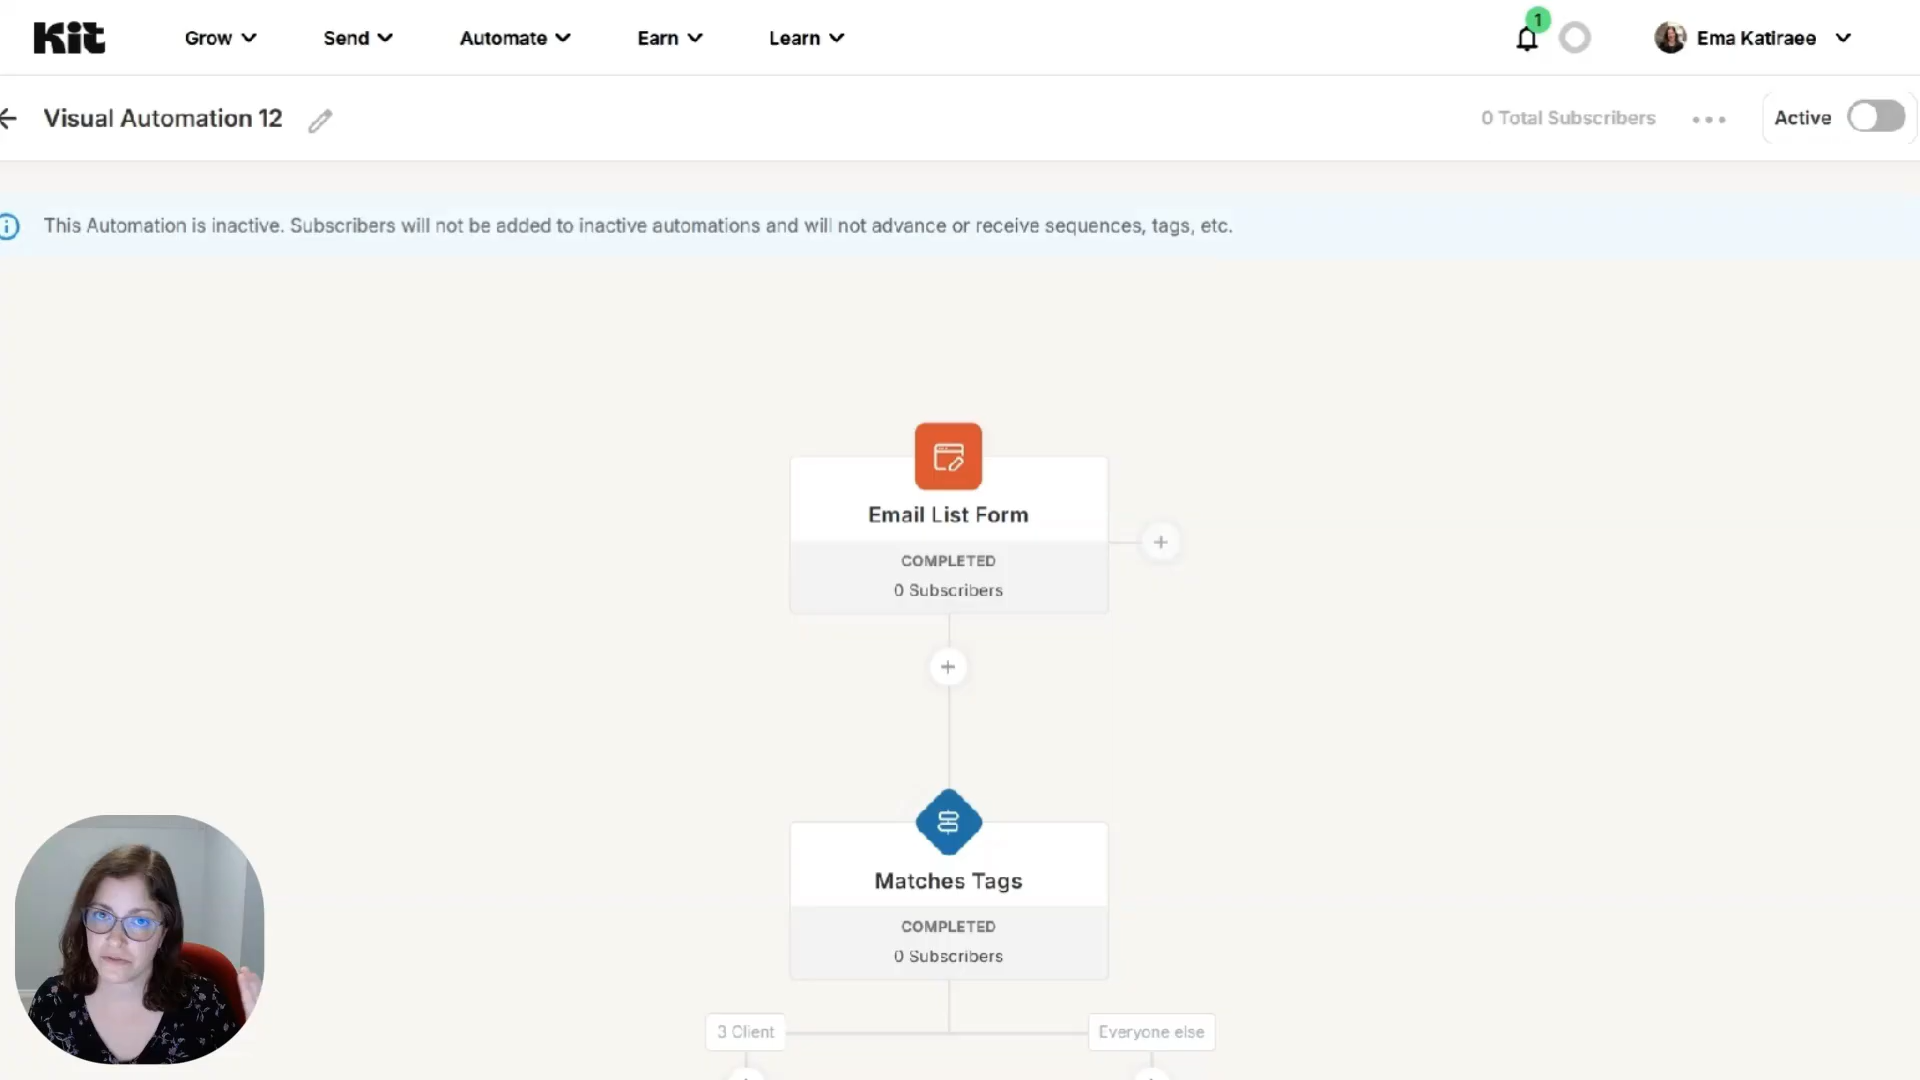 Kit
Grow
Send
Automate
Earn
Learn
1
Ema Katiraee
Visual Automation 12
0 Total Subscribers
Active
This Automation is inactive. Subscribers will not be added to inactive automations and will not advance or receive sequences, tags, etc.
Email List Form
COMPLETED
0 Subscribers
Matches Tags
COMPLETED
0 Subscribers
3 Client
Everyone else